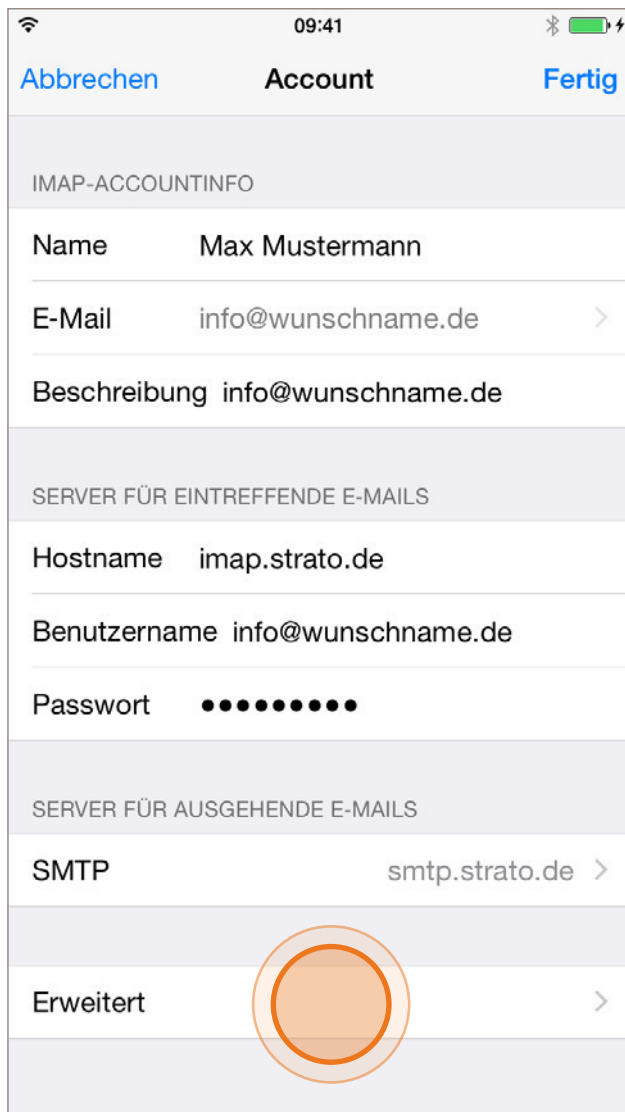 09:41
Abbrechen Account Fertig
IMAP-ACCOUNTINFO
Name Max Mustermann
E-Mail info@wunschname.de
Beschreibung info@wunschname.de
SERVER FÜR EINTREFFENDE E-MAILS
Hostname imap.strato.de
Benutzername info@wunschname.de
Passwort •••••••••
SERVER FÜR AUSGEHENDE E-MAILS
SMTP smtp.strato.de
Erweitert